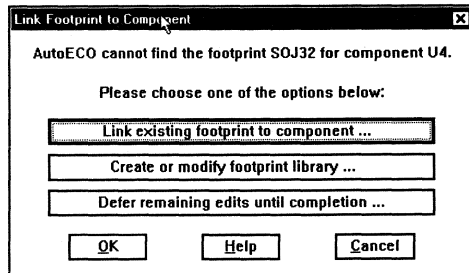 Link Footprint to Component
AutoECO cannot find the footprint SOJ32 for component U4.
Please choose one of the options below:
Link existing footprint to component ...
Create or modify footprint library ...
Defer remaining edits until completion ...
OK Help Cancel